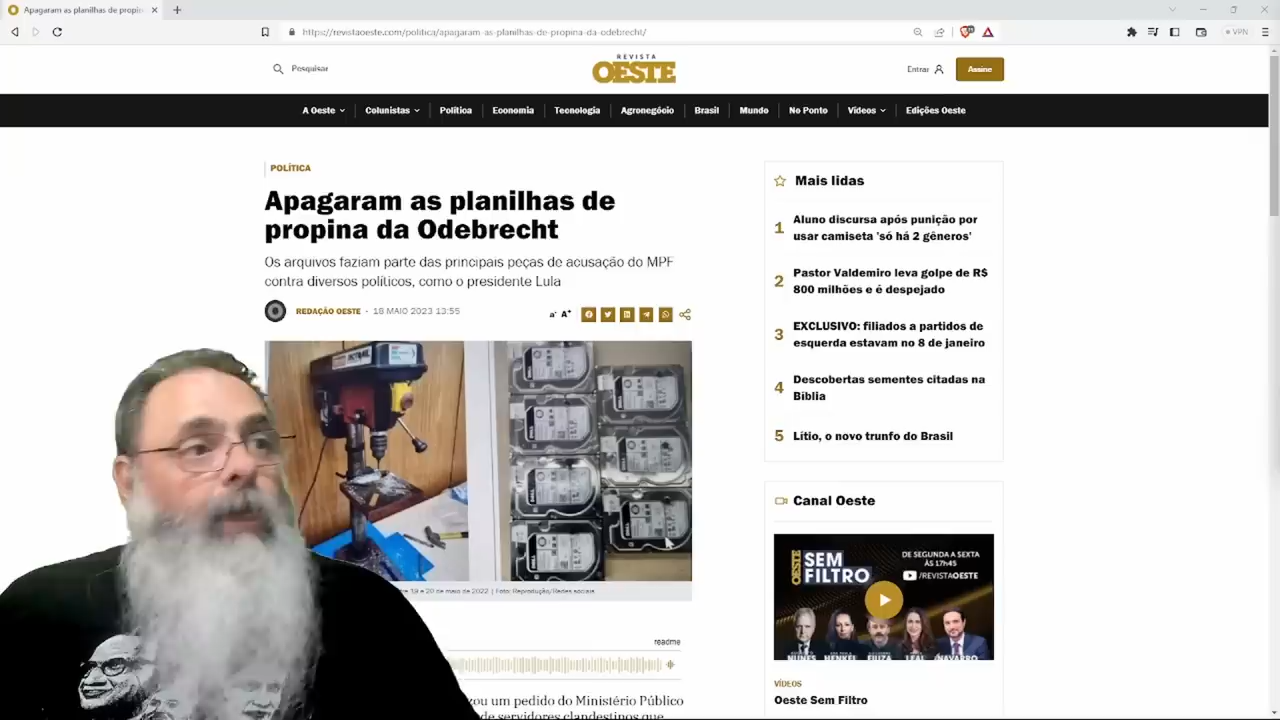 Apagaram as planilhas de propin
https://revistaoeste.com/politica/apagaram-as-planilhas-de-propina-da-odebrecht/
VPN
Pesquisar
REVISTA
OESTE
Entrar
Assine
A Oeste
Colunistas
Política
Economia
Tecnologia
Agronegócio
Brasil
Mundo
No Ponto
Vídeos
Edições Oeste
POLÍTICA
Apagaram as planilhas de
propina da Odebrecht
Os arquivos faziam parte das principais peças de acusação do MPF
contra diversos políticos, como o presidente Lula
REDAÇÃO OESTE - 18 MAIO 2023 13:55
a- A+
19 e 20 de maio de 2022 | Foto: Reprodução/Redes sociais
readme
um pedido do Ministério Público
de servidores clandestinos que
Mais lidas
1 Aluno discursa após punição por
usar camiseta 'só há 2 gêneros'
2 Pastor Valdemiro leva golpe de R$
800 milhões e é despejado
3 EXCLUSIVO: filiados a partidos de
esquerda estavam no 8 de janeiro
4 Descobertas sementes citadas na
Bíblia
5 Lítio, o novo trunfo do Brasil
Canal Oeste
OESTE
SEM
FILTRO
DE SEGUNDA A SEXTA
ÀS 17h45
/REVISTAOESTE
NUNES
HENKEL
FIUZA
LEAL
NAVARRO
VÍDEOS
Oeste Sem Filtro